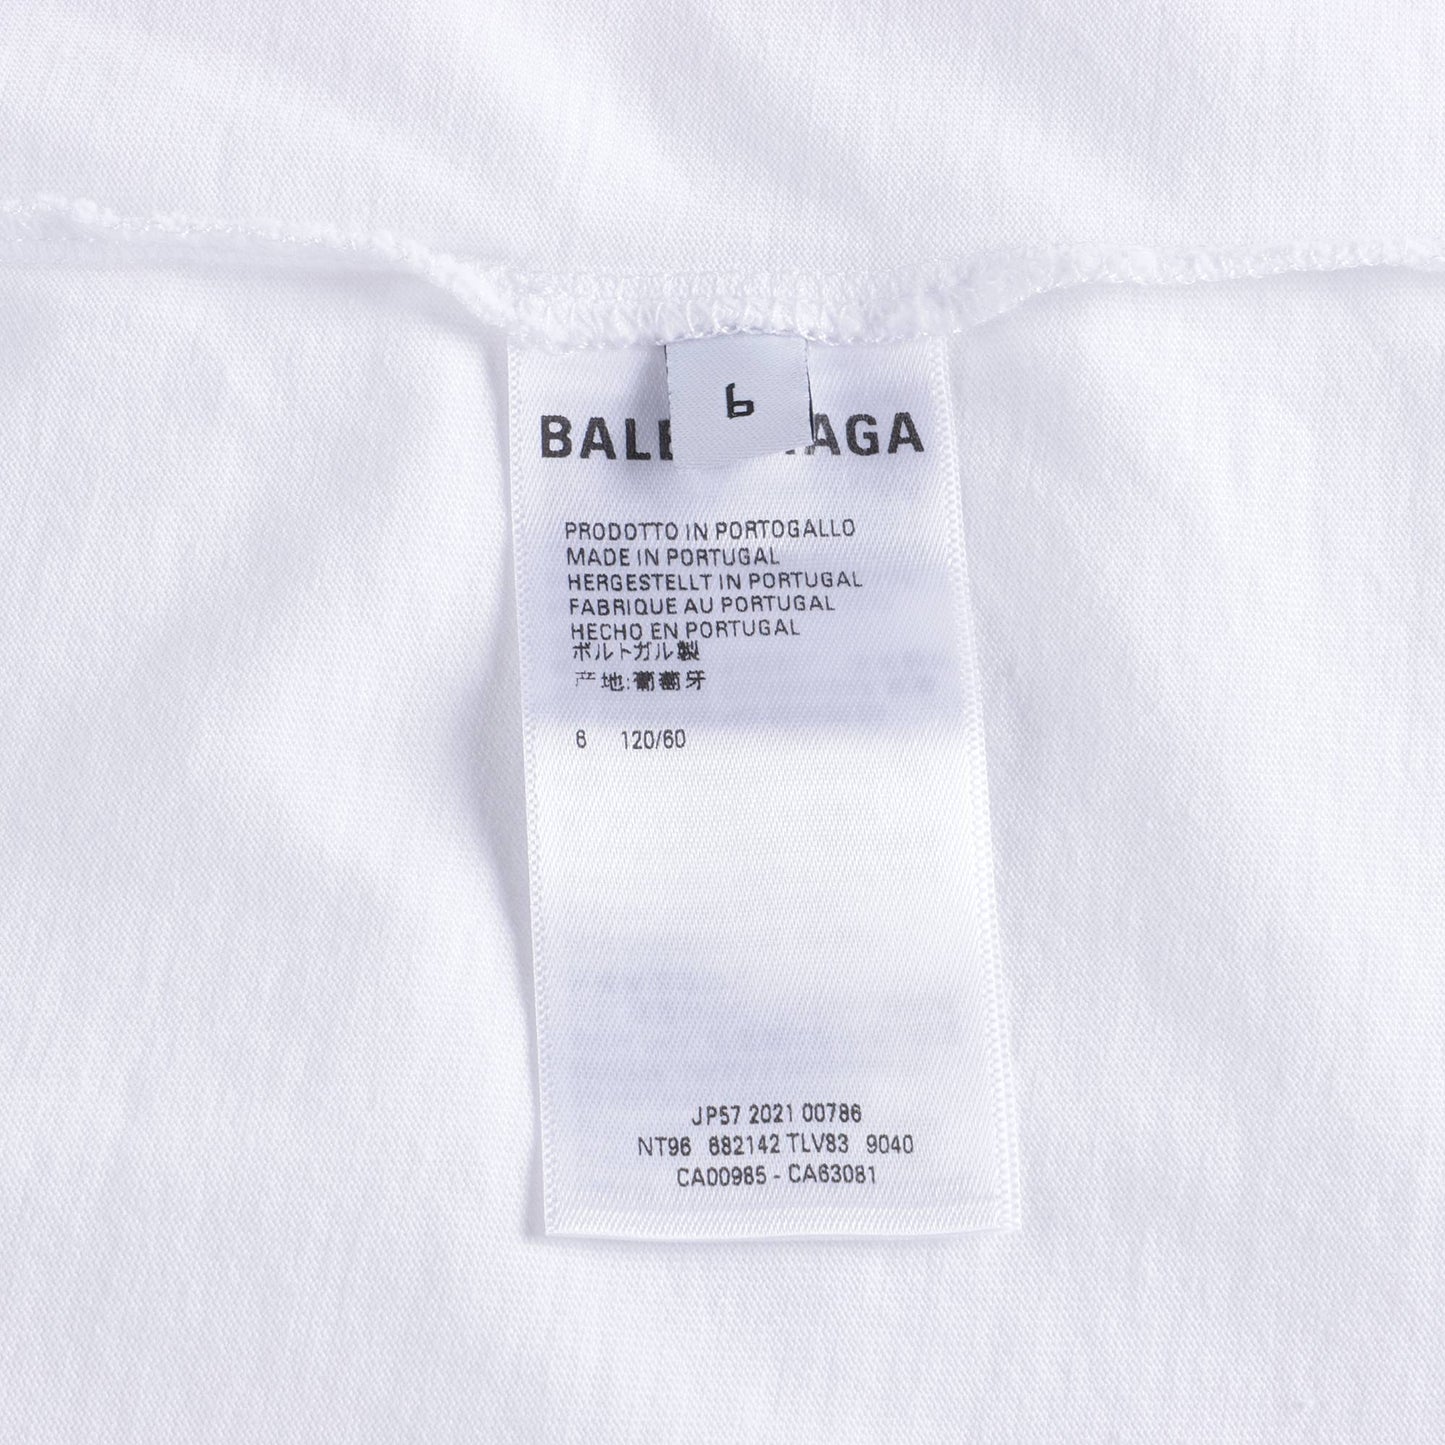 6
BALE AGA
PRODOTTO IN PORTOGALLO
MADE IN PORTUGAL
HERGESTELLT IN PORTUGAL
FABRIQUE AU PORTUGAL
HECHO EN PORTUGAL
ポルトガル製
产地:葡萄牙
6 120/60
JP57 2021 00786
NT96 682142 TLV83 9040
CA00985 - CA63081